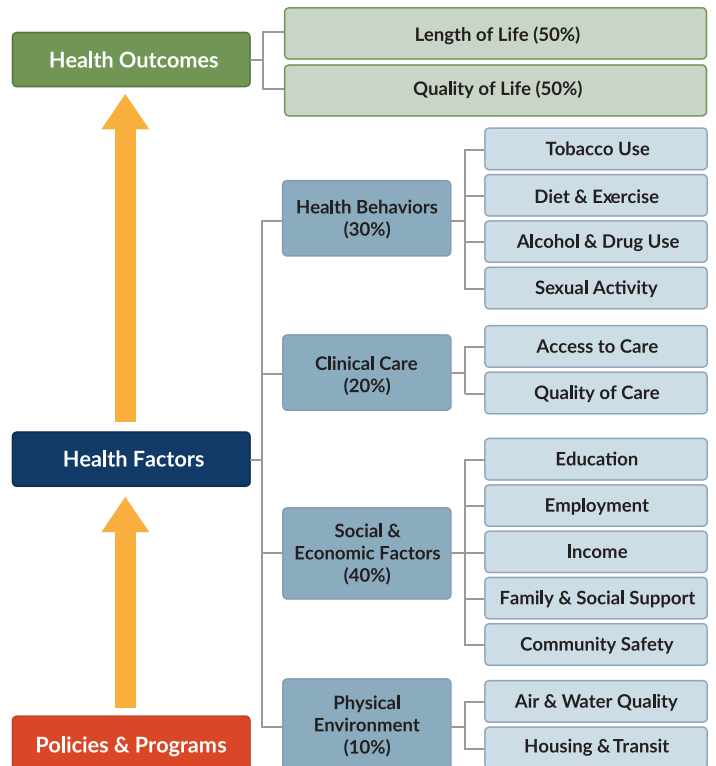 Health Outcomes
Length of Life (50%)
Quality of Life (50%)
Health Factors
Health Behaviors
(30%)
Tobacco Use
Diet & Exercise
Alcohol & Drug Use
Sexual Activity
Clinical Care
(20%)
Access to Care
Quality of Care
Social &
Economic Factors
(40%)
Education
Employment
Income
Family & Social Support
Community Safety
Physical
Environment
(10%)
Air & Water Quality
Housing & Transit
Policies & Programs